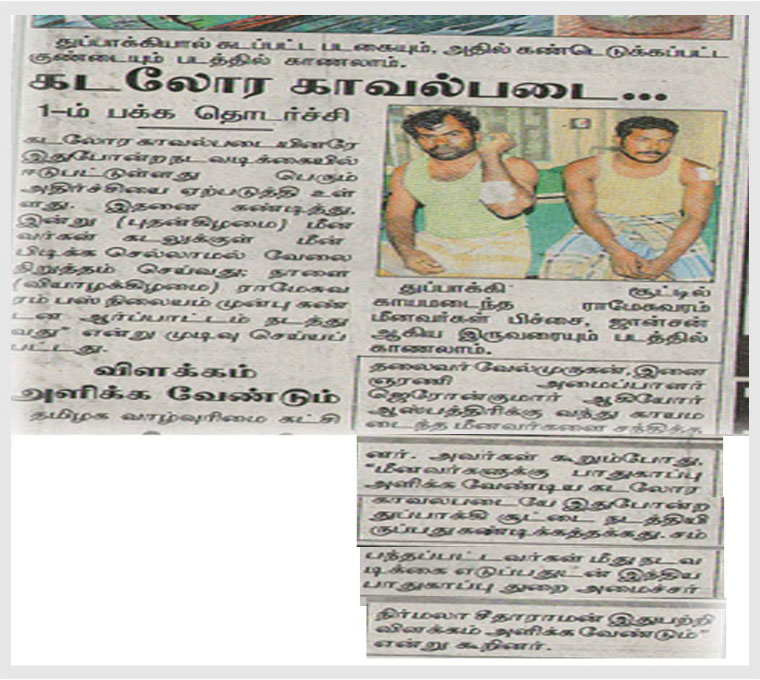 துப்பாக்கியால் சுடப்பட்ட படகையும், அதில் கண்டெடுக்கப்பட்ட
குண்டையும் படத்தில் காணலாம்.
கடலோர காவல்படை...
1-ம் பக்க தொடர்ச்சி
கடலோர காவல்படையினரே
இதுபோன்ற நடவடிக்கையில்
ஈடுபட்டுள்ளது பெரும்
அதிர்ச்சியை ஏற்படுத்தி உள்
ளது. இதனை கண்டித்து,
இன்று (புதன்கிழமை) மீன
வர்கள் கடலுக்குள் மீன்
பிடிக்க செல்லாமல் வேலை
நிறுத்தம் செய்வது; நாளை
(வியாழக்கிழமை) ராமேசுவ
ரம் பஸ் நிலையம் முன்பு கண்
டன ஆர்ப்பாட்டம் நடத்து
வது" என்று முடிவு செய்யப்
பட்டது.
விளக்கம்
அளிக்க வேண்டும்
தமிழக வாழ்வுரிமை கட்சி
துப்பாக்கி சூட்டில்
காயமடைந்த ராமேசுவரம்
மீனவர்கள் பிச்சை, ஜான்சன்
ஆகிய இருவரையும் படத்தில்
காணலாம்.
தலைவர் வேல்முருகன், இளை
ஞரணி அமைப்பாளர்
ஜெரோன்குமார் ஆகியோர்
ஆஸ்பத்திரிக்கு வந்து காயம
டைந்த மீனவர்களை சந்தித்த
னர். அவர்கள் கூறும்போது,
"மீனவர்களுக்கு பாதுகாப்பு
அளிக்க வேண்டிய கடலோர
காவல்படையே இதுபோன்ற
துப்பாக்கி சூட்டை நடத்தியி
ருப்பது கண்டிக்கத்தக்கது. சம்
பந்தப்பட்டவர்கள் மீது நடவ
டிக்கை எடுப்பதுடன் இந்திய
பாதுகாப்பு துறை அமைச்சர்
நிர்மலா சீதாராமன் இதுபற்றி
விளக்கம் அளிக்க வேண்டும்"
என்று கூறினர்.